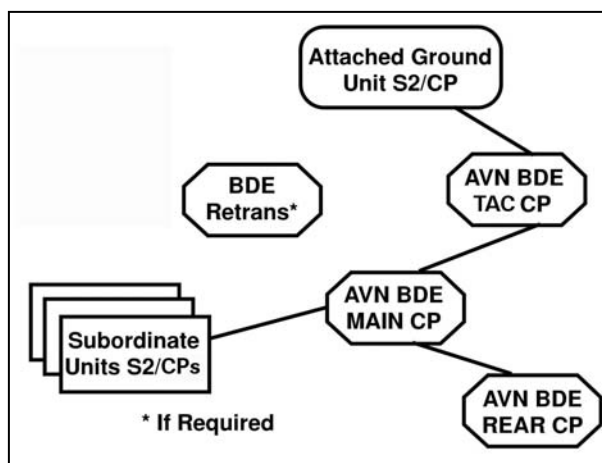 Attached Ground
Unit S2/CP
BDE
Retrans*
AVN BDE
TAC CP
AVN BDE
MAIN CP
Subordinate
Units S2/CPs
AVN BDE
REAR CP
* If Required